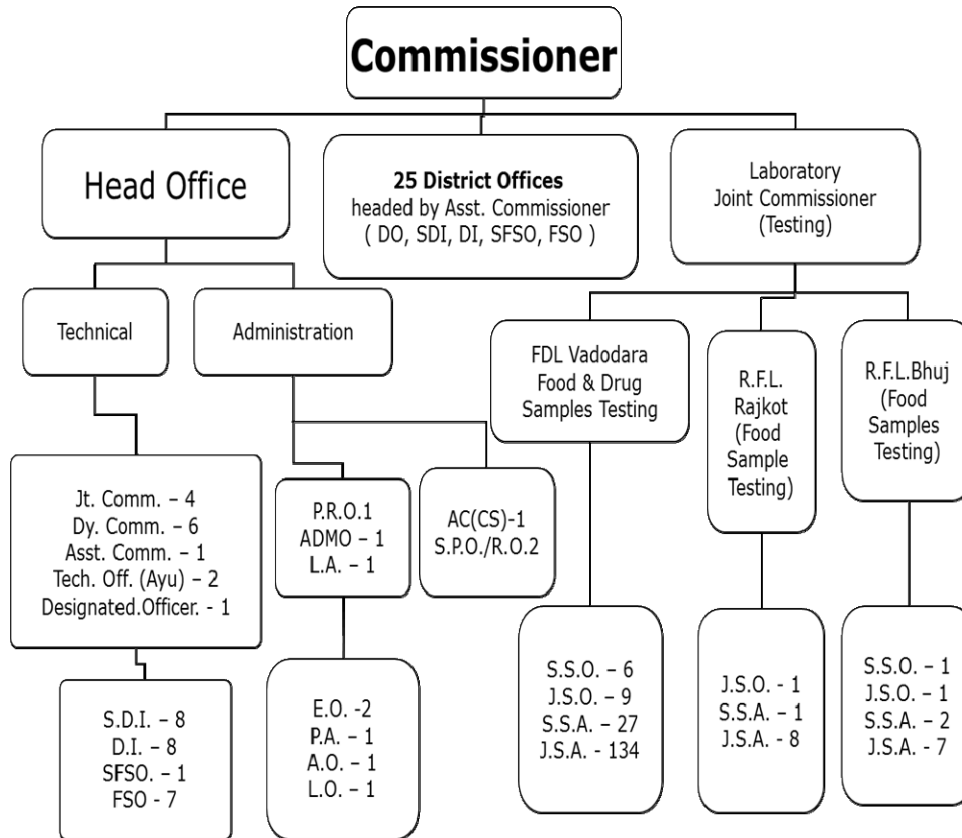 Commissioner
Head Office
25 District Offices
headed by Asst. Commissioner
( DO, SDI, DI, SFSO, FSO )
Laboratory
Joint Commissioner
(Testing)
Technical
Administration
FDL Vadodara
Food & Drug
Samples Testing
R.F.L.
Rajkot
(Food
Sample
Testing)
R.F.L.Bhuj
(Food
Samples
Testing)
Jt. Comm. – 4
Dy. Comm. – 6
Asst. Comm. – 1
Tech. Off. (Ayu) – 2
Designated.Officer. - 1
P.R.O.1
ADMO – 1
L.A. – 1
AC(CS)-1
S.P.O./R.O.2
S.D.I. – 8
D.I. – 8
SFSO. – 1
FSO - 7
E.O. -2
P.A. – 1
A.O. – 1
L.O. – 1
S.S.O. – 6
J.S.O. – 9
S.S.A. – 27
J.S.A. - 134
J.S.O. - 1
S.S.A. – 1
J.S.A. - 8
S.S.O. – 1
J.S.O. – 1
S.S.A. – 2
J.S.A. – 7